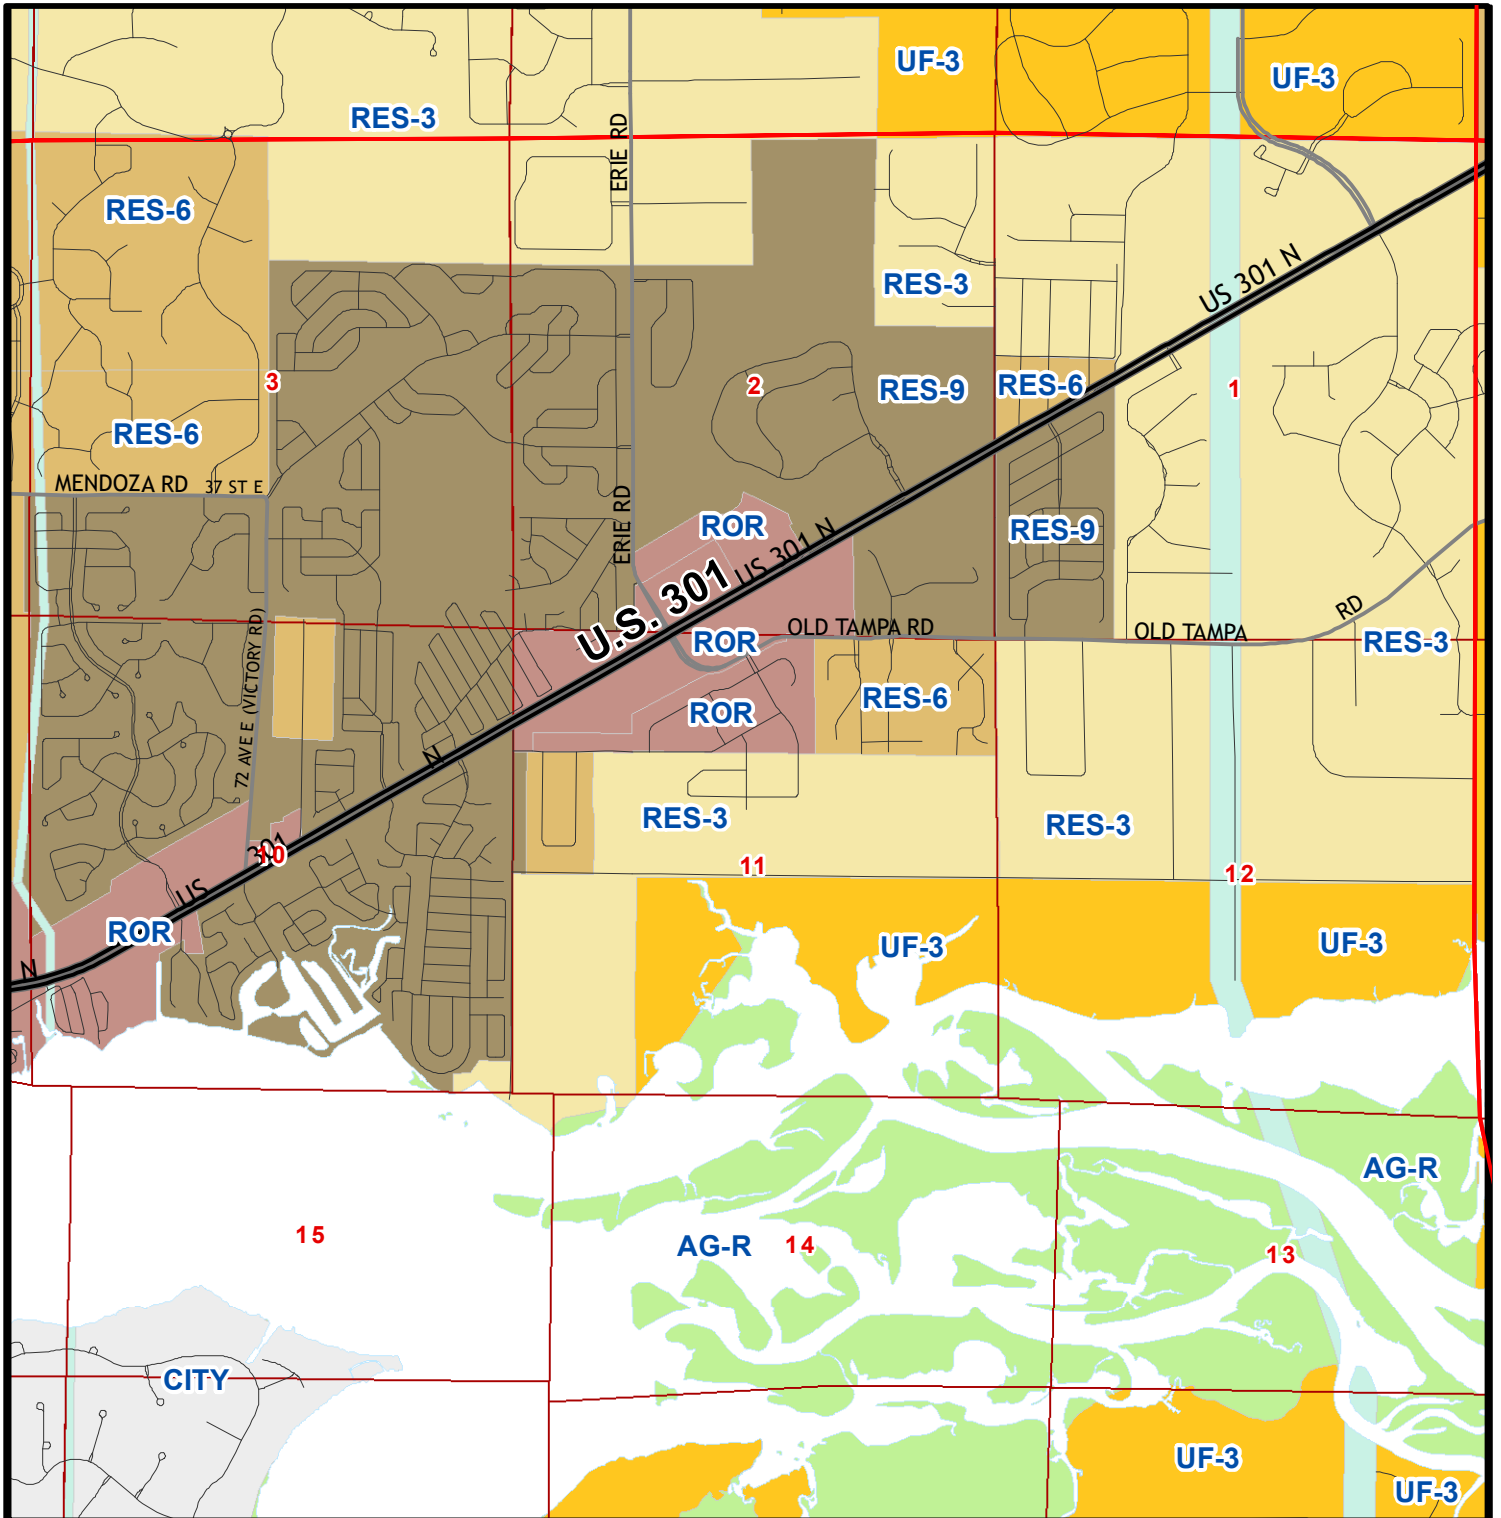 UF-3
UF-3
RES-3
ERIE RD
RES-6
US 301 N
RES-3
3
2
RES-9
RES-6
1
RES-6
MENDOZA RD
37 ST E
ERIE RD
ROR
US 301 N
RES-9
U.S. 301
72 AVE E (VICTORY RD)
ROR
OLD TAMPA RD
OLD TAMPA
RD
RES-3
RES-6
ROR
N
RES-3
RES-3
301
10
11
12
US
ROR
N
UF-3
UF-3
AG-R
15
AG-R
14
13
CITY
UF-3
UF-3